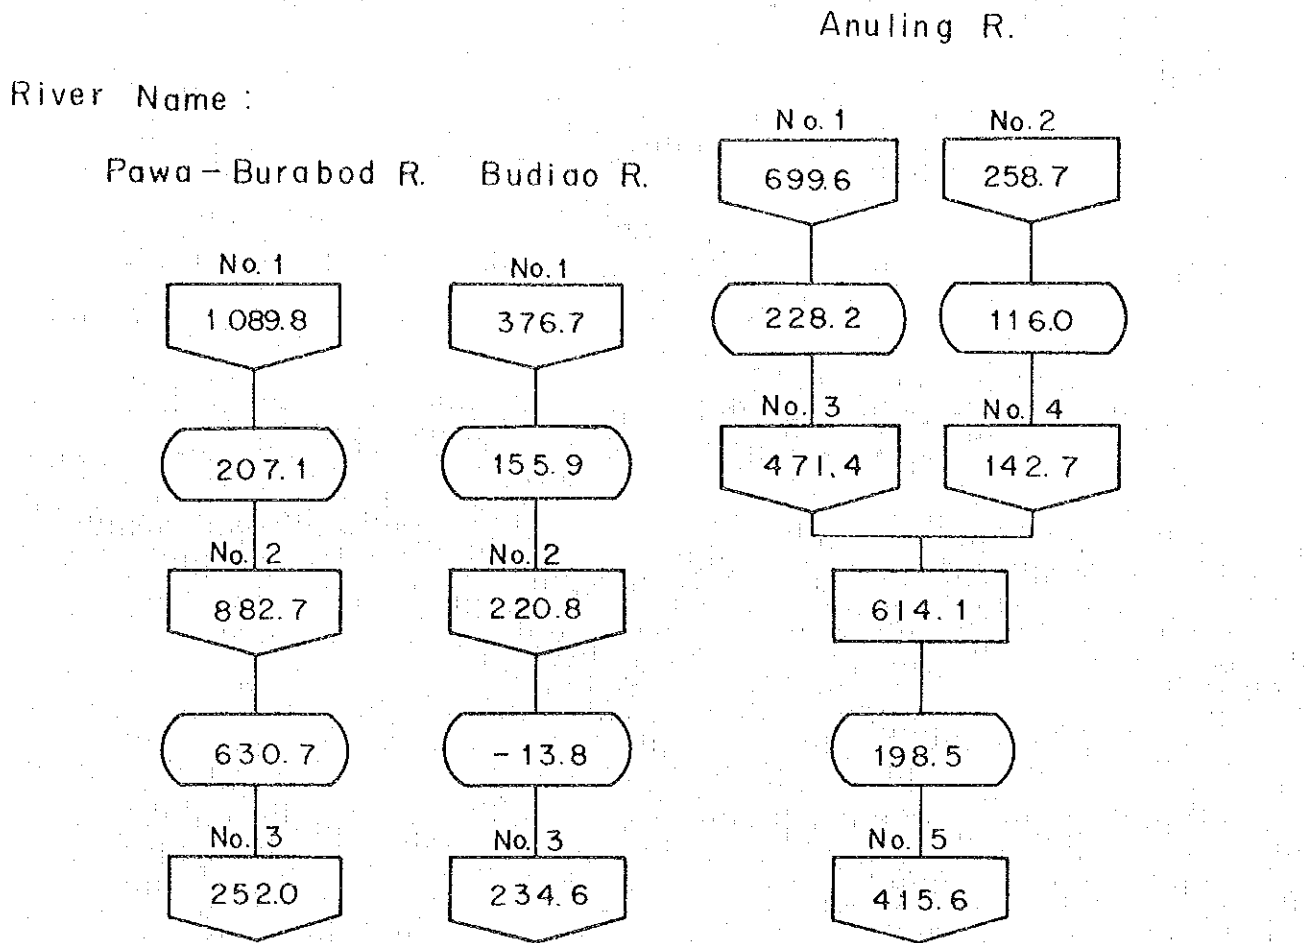 Anuling R.
River Name :
Pawa-Burabod R. Budiao R.
No. 1 No. 2
699.6 258.7
No. 1 No. 1
1 089.8 376.7 228.2 116.0
No. 3 No. 4
207.1 155.9 471.4 142.7
No. 2 No. 2
882.7 220.8 614.1
630.7 -13.8 198.5
No. 3 No. 3 No. 5
252.0 234.6 415.6